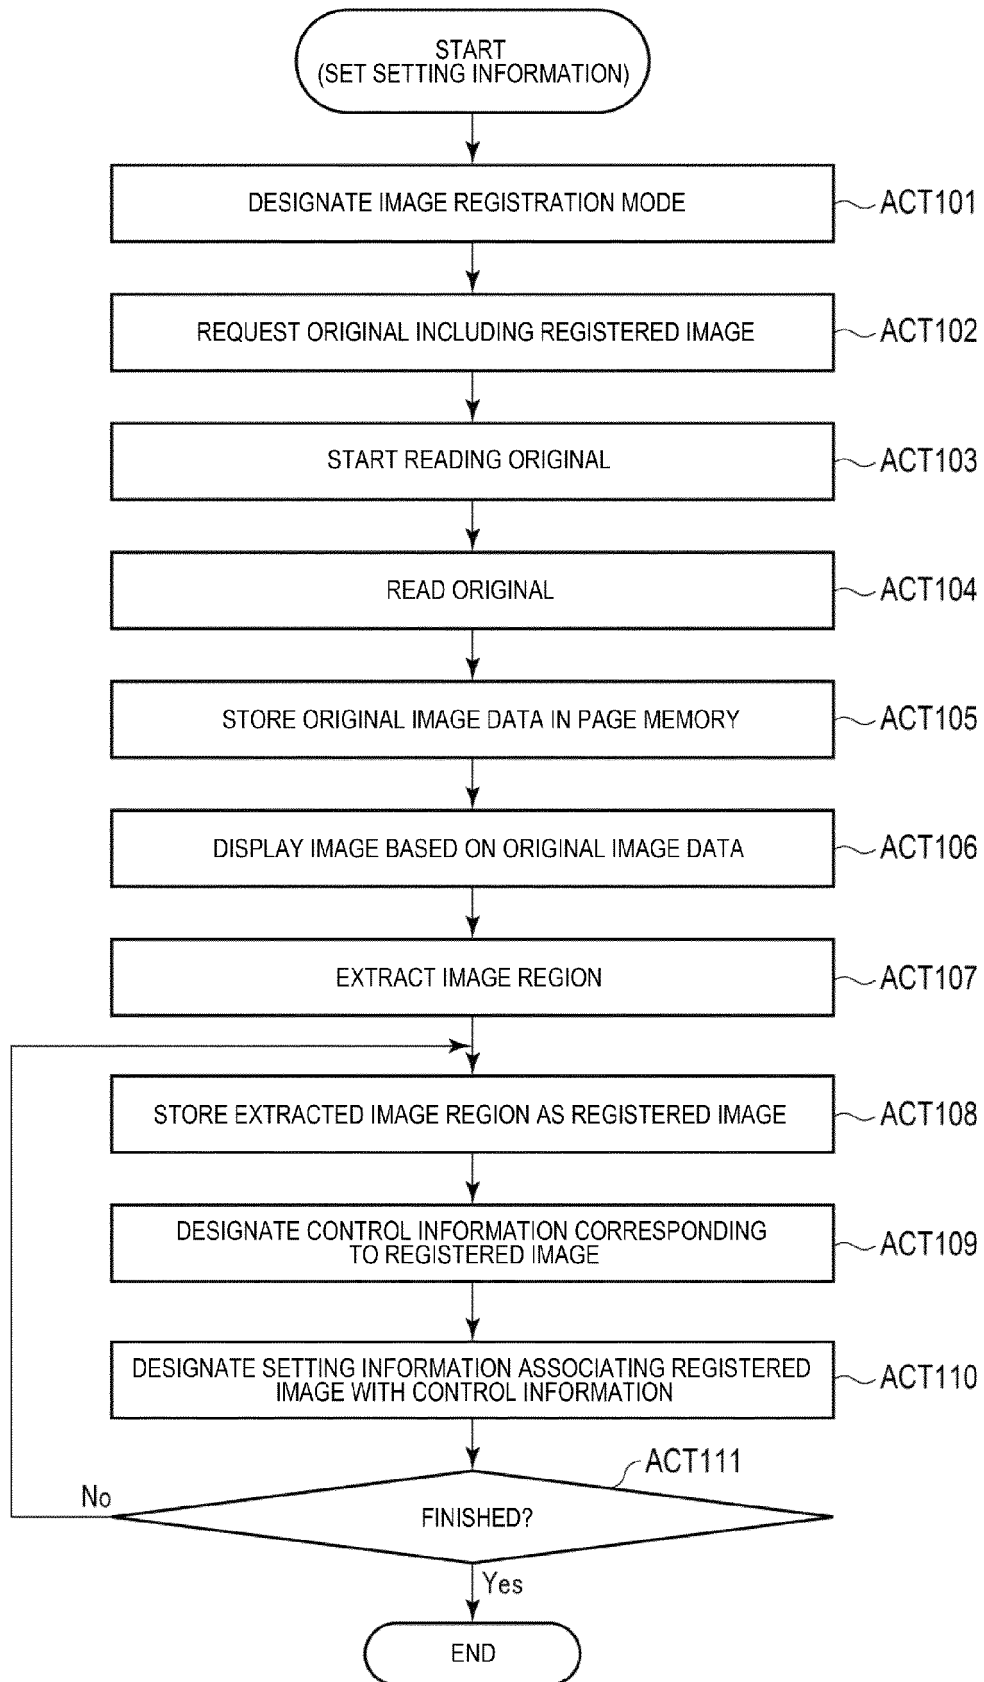 START
(SET SETTING INFORMATION)
DESIGNATE IMAGE REGISTRATION MODE
ACT101
REQUEST ORIGINAL INCLUDING REGISTERED IMAGE
ACT102
START READING ORIGINAL
ACT103
READ ORIGINAL
ACT104
STORE ORIGINAL IMAGE DATA IN PAGE MEMORY
ACT105
DISPLAY IMAGE BASED ON ORIGINAL IMAGE DATA
ACT106
EXTRACT IMAGE REGION
ACT107
STORE EXTRACTED IMAGE REGION AS REGISTERED IMAGE
ACT108
DESIGNATE CONTROL INFORMATION CORRESPONDING
TO REGISTERED IMAGE
ACT109
DESIGNATE SETTING INFORMATION ASSOCIATING REGISTERED
IMAGE WITH CONTROL INFORMATION
ACT110
ACT111
No
FINISHED?
Yes
END